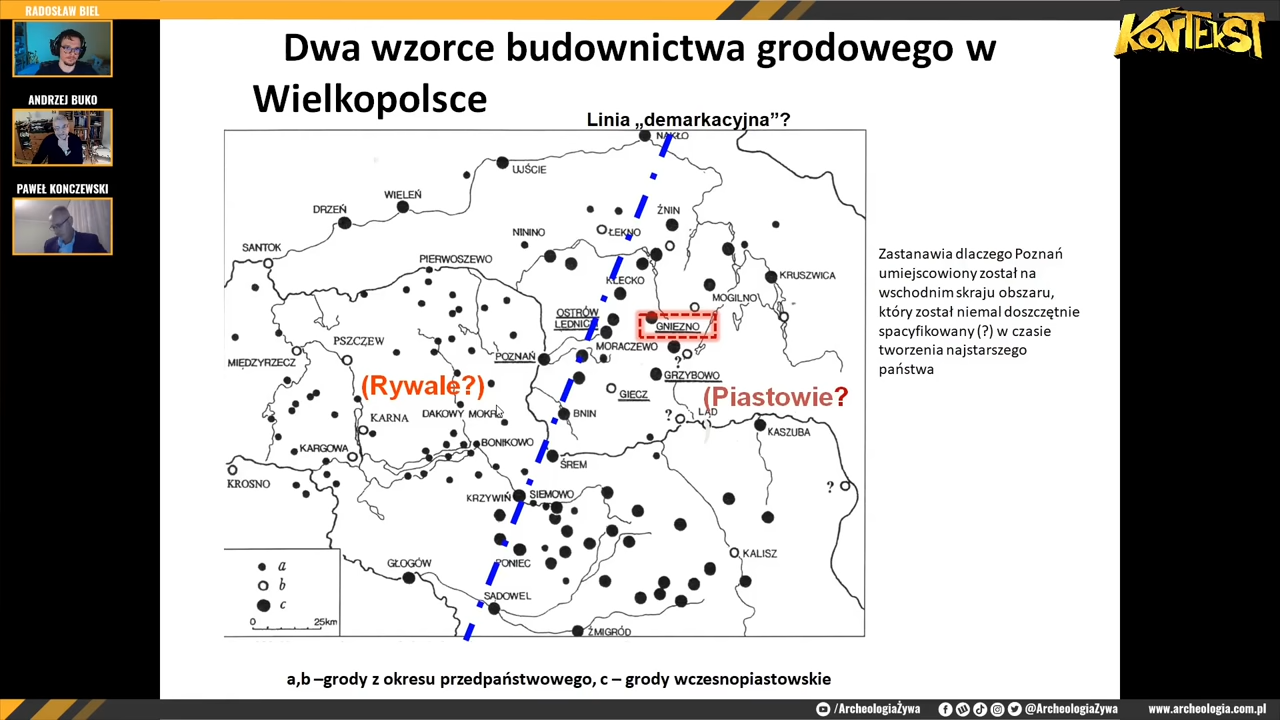 RADOSŁAW BIEL
ANDRZEJ BUKO
PAWEŁ KONCZEWSKI
KONTEKST
Dwa wzorce budownictwa grodowego w
Wielkopolsce
Linia „demarkacyjna”?
NAKŁO
UJŚCIE
WIELEŃ
DRZEŃ
ŻNIN
NININO
ŁEKNO
SANTOK
PIERWOSZEWO
KRUSZWICA
KŁECKO
MOGILNO
OSTRÓW
LEDNICKI
GNIEZNO
PSZCZEW
MORACZEWO
POZNAŃ
MIĘDZYRZECZ
?
GRZYBOWO
(Rywale?)
GIECZ
(Piastowie?
DAKOWY MOKRE
BNIN
?
LĄD
KARNA
KASZUBA
BONIKOWO
KARGOWA
ŚREM
KROSNO
?
KRZYWIŃ
SIEMOWO
KALISZ
GŁOGÓW
PONIEC
a
b
SADOWEL
c
0
25km
ŻMIGRÓD
Zastanawia dlaczego Poznań
umiejscowiony został na
wschodnim skraju obszaru,
który został niemal doszczętnie
spacyfikowany (?) w czasie
tworzenia najstarszego
państwa
a,b –grody z okresu przedpaństwowego, c – grody wczesnopiastowskie
/ArcheologiaŻywa
@ArcheologiaZywa
www.archeologia.com.pl